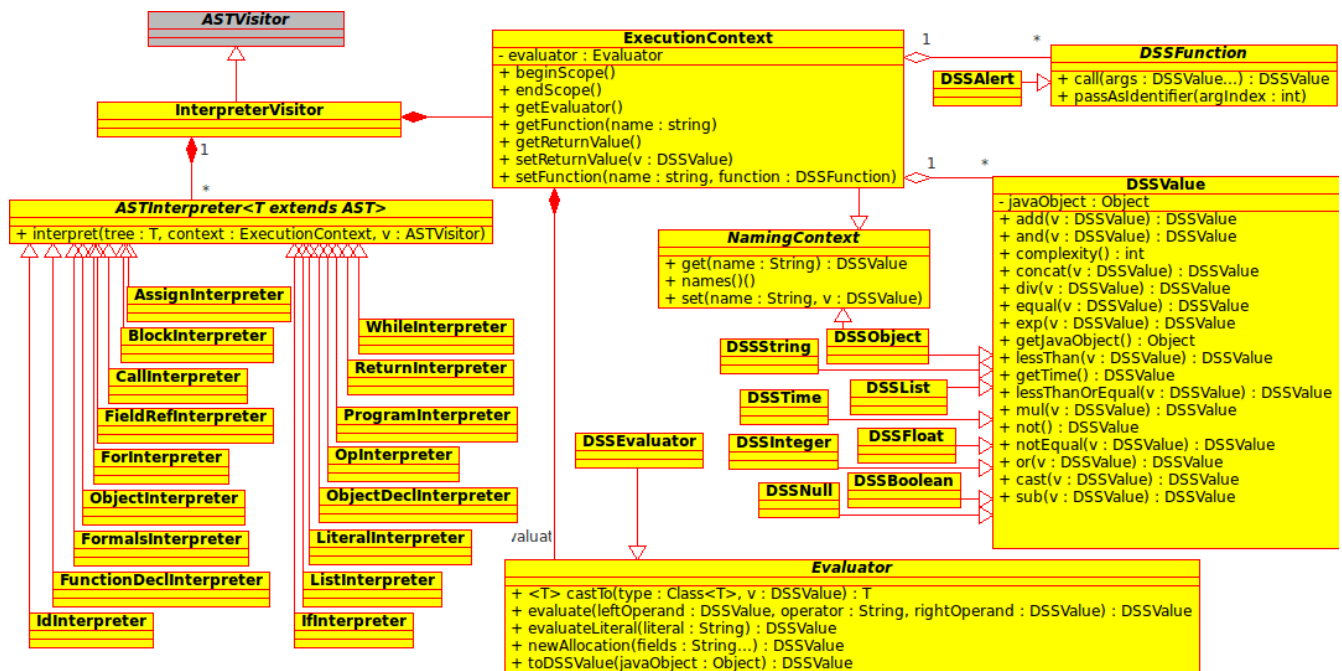 ASTVisitor
InterpreterVisitor
1
*
ExecutionContext
- evaluator : Evaluator
+ beginScope()
+ endScope()
+ getEvaluator()
+ getFunction(name : string)
+ getReturnValue()
+ setReturnValue(v : DSSValue)
+ setFunction(name : string, function : DSSFunction)
1
*
DSSFunction
+ call(args : DSSValue...) : DSSValue
+ passAsIdentifier(argIndex : int)
DSSAlert
1
*
DSSValue
- javaObject : Object
+ add(v : DSSValue) : DSSValue
+ and(v : DSSValue) : DSSValue
+ complexity() : int
+ concat(v : DSSValue) : DSSValue
+ div(v : DSSValue) : DSSValue
+ equal(v : DSSValue) : DSSValue
+ exp(v : DSSValue) : DSSValue
+ getJavaObject() : Object
+ lessThan(v : DSSValue) : DSSValue
+ getTime() : DSSValue
+ lessThanOrEqual(v : DSSValue) : DSSValue
+ mul(v : DSSValue) : DSSValue
+ not() : DSSValue
+ notEqual(v : DSSValue) : DSSValue
+ or(v : DSSValue) : DSSValue
+ cast(v : DSSValue) : DSSValue
+ sub(v : DSSValue) : DSSValue
ASTInterpreter<T extends AST>
+ interpret(tree : T, context : ExecutionContext, v : ASTVisitor)
NamingContext
+ get(name : String) : DSSValue
+ names()()
+ set(name : String, v : DSSValue)
AssignInterpreter
BlockInterpreter
CallInterpreter
FieldRefInterpreter
ForInterpreter
ObjectInterpreter
FormalsInterpreter
FunctionDeclInterpreter
IdInterpreter
WhileInterpreter
ReturnInterpreter
ProgramInterpreter
OpInterpreter
ObjectDeclInterpreter
LiteralInterpreter
ListInterpreter
IfInterpreter
DSSObject
DSSString
DSSList
DSSTime
DSSFloat
DSSInteger
DSSBoolean
DSSNull
DSSEvaluator
valuat
Evaluator
+ <T> castTo(type : Class<T>, v : DSSValue) : T
+ evaluate(leftOperand : DSSValue, operator : String, rightOperand : DSSValue) : DSSValue
+ evaluateLiteral(literal : String) : DSSValue
+ newAllocation(fields : String...) : DSSValue
+ toDSSValue(javaObject : Object) : DSSValue